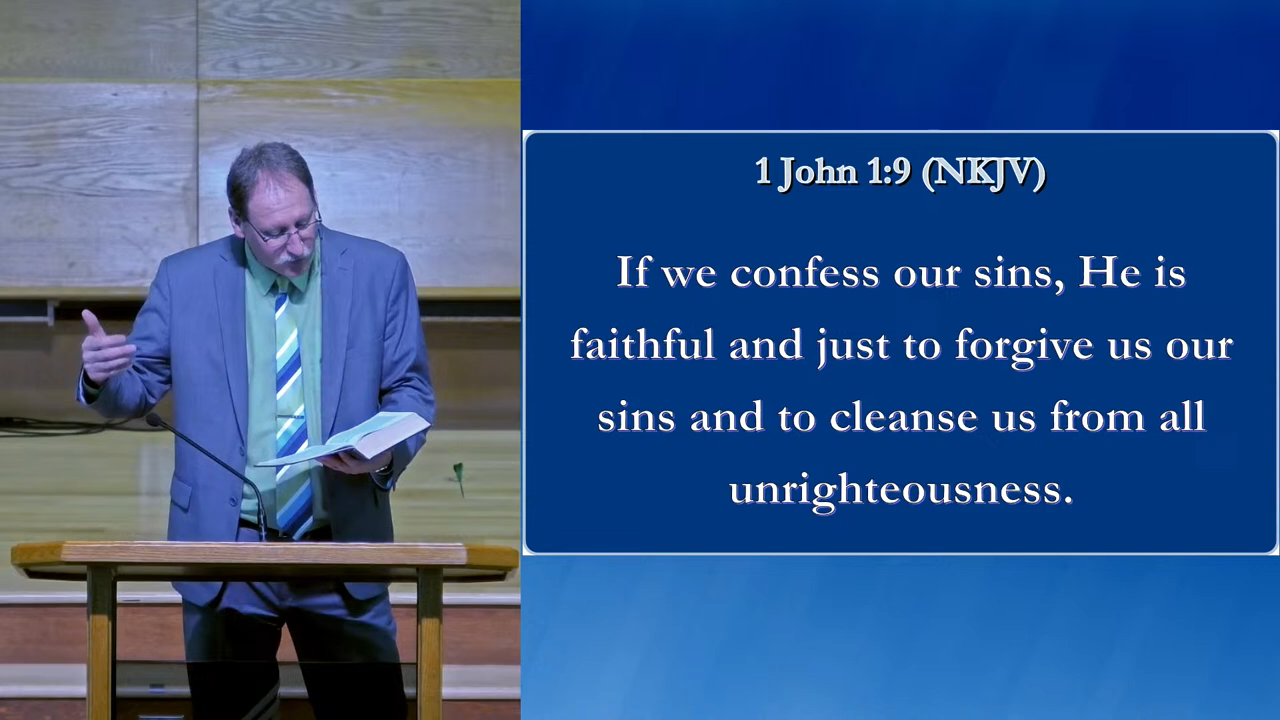 1 John 1:9 (NKJV)
If we confess our sins, He is
faithful and just to forgive us our
sins and to cleanse us from all
unrighteousness.